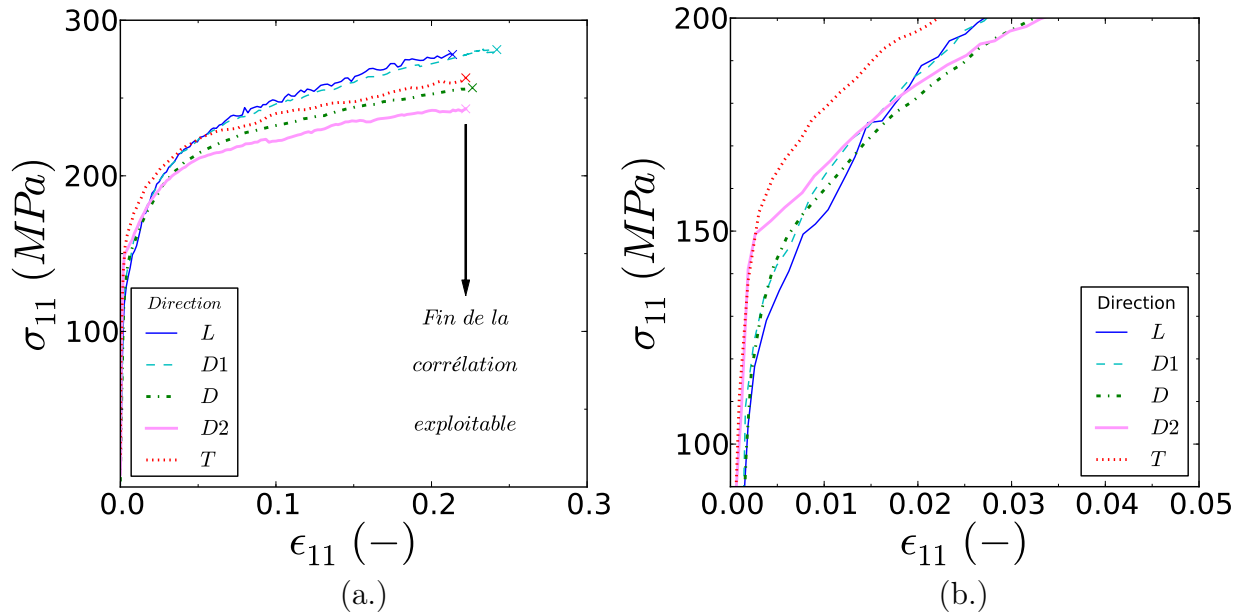 300
200
100
0.0
0.1
0.2
0.3
σ11 (MPa)
ϵ11 (−)
Direction
L
D1
D
D2
T
Fin de la
corrélation
exploitable
(a.)
200
150
100
0.00
0.01
0.02
0.03
0.04
0.05
σ11 (MPa)
ϵ11 (−)
Direction
L
D1
D
D2
T
(b.)